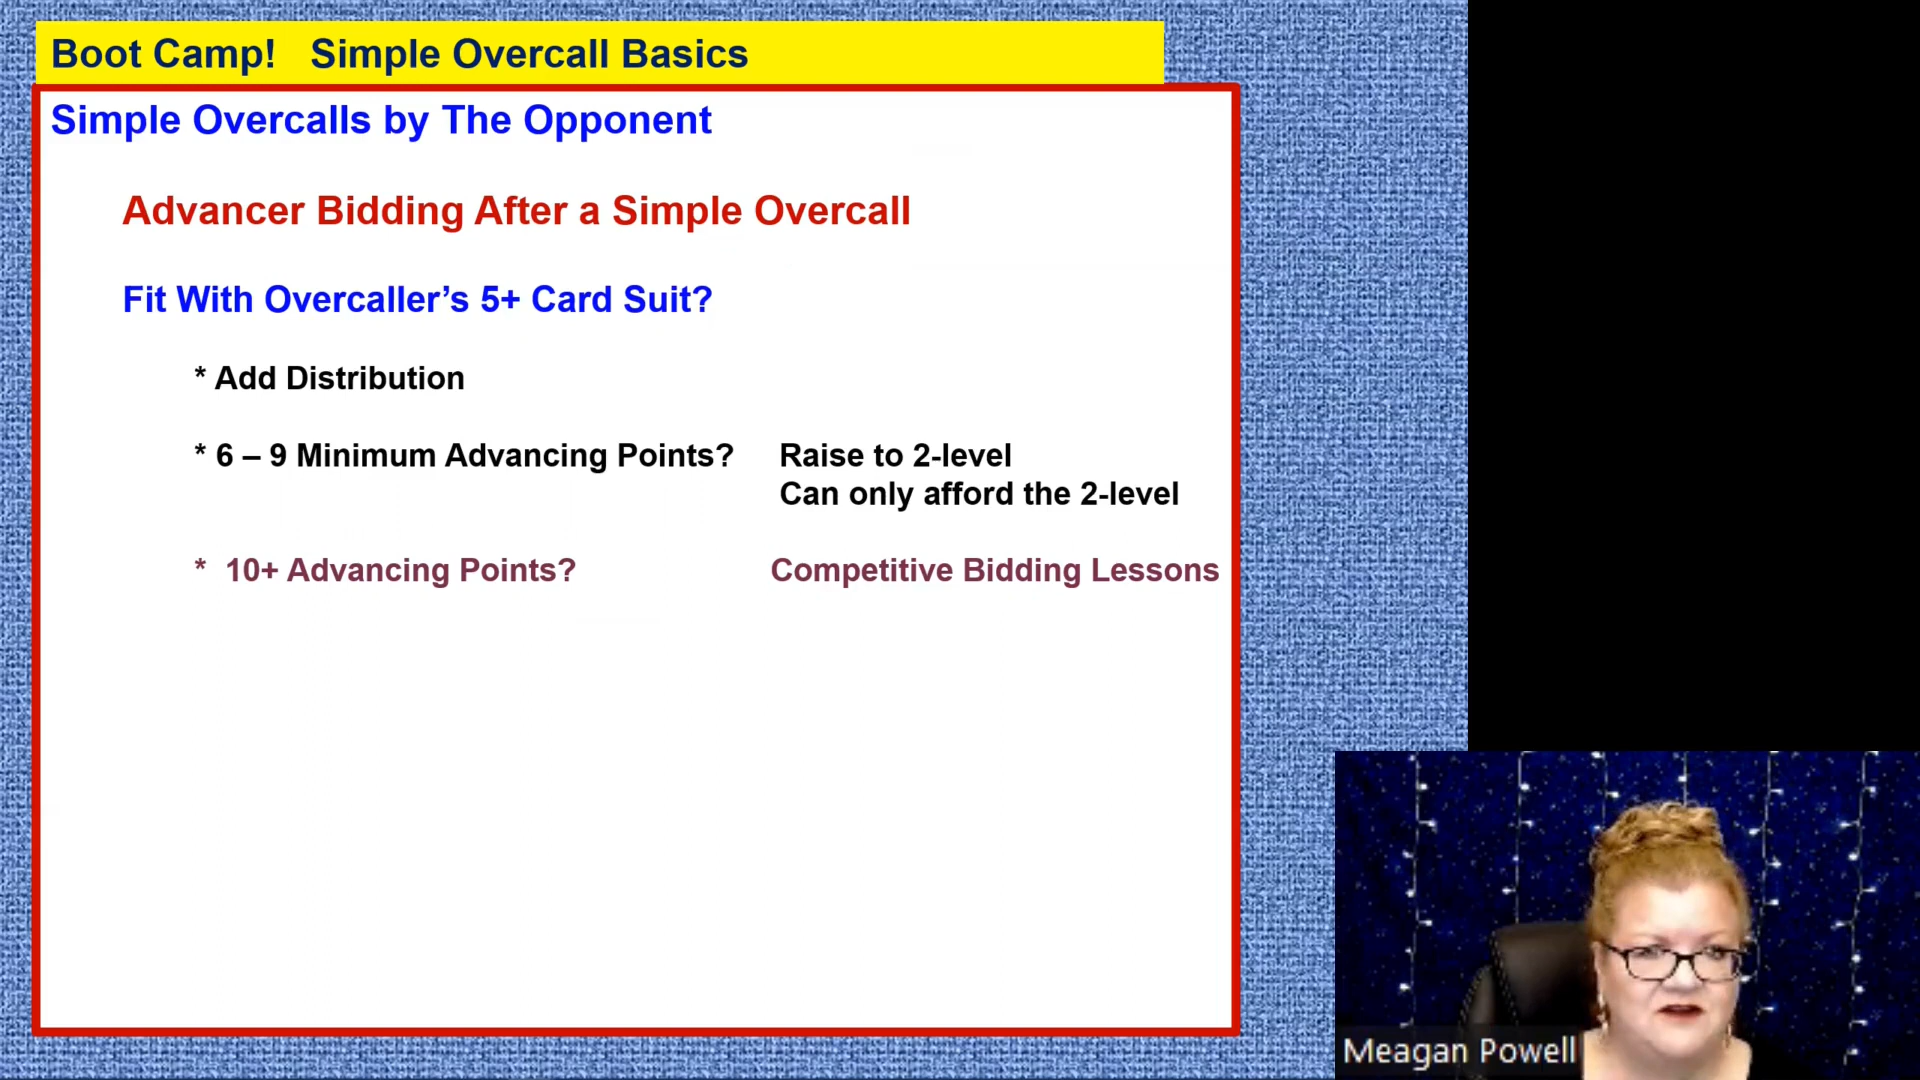 Boot Camp! Simple Overcall Basics
Simple Overcalls by The Opponent
Advancer Bidding After a Simple Overcall
Fit With Overcaller’s 5+ Card Suit?
* Add Distribution
* 6 – 9 Minimum Advancing Points? Raise to 2-level
Can only afford the 2-level
* 10+ Advancing Points? Competitive Bidding Lessons
Meagan Powell